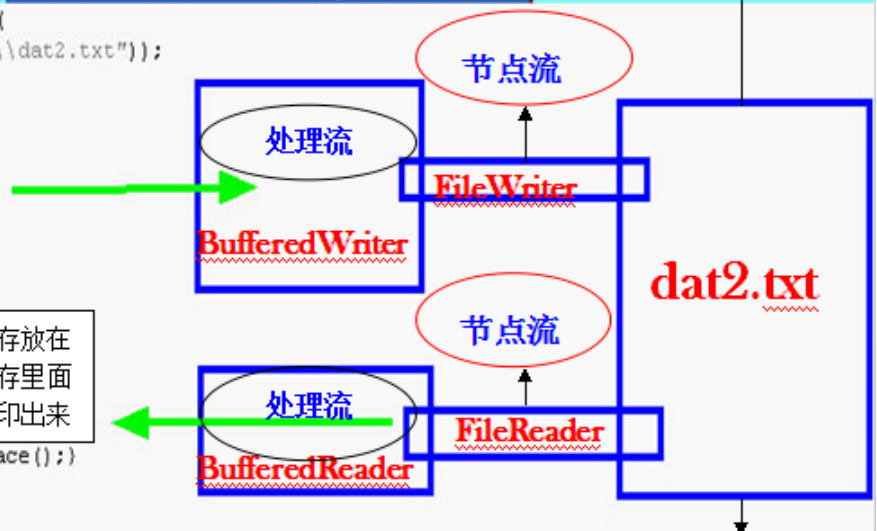 (
\dat2.txt"));
节点流
处理流
FileWriter
BufferedWriter
dat2.txt
节点流
存放在
存里面
印出来
处理流
FileReader
ace();}
BufferedReader